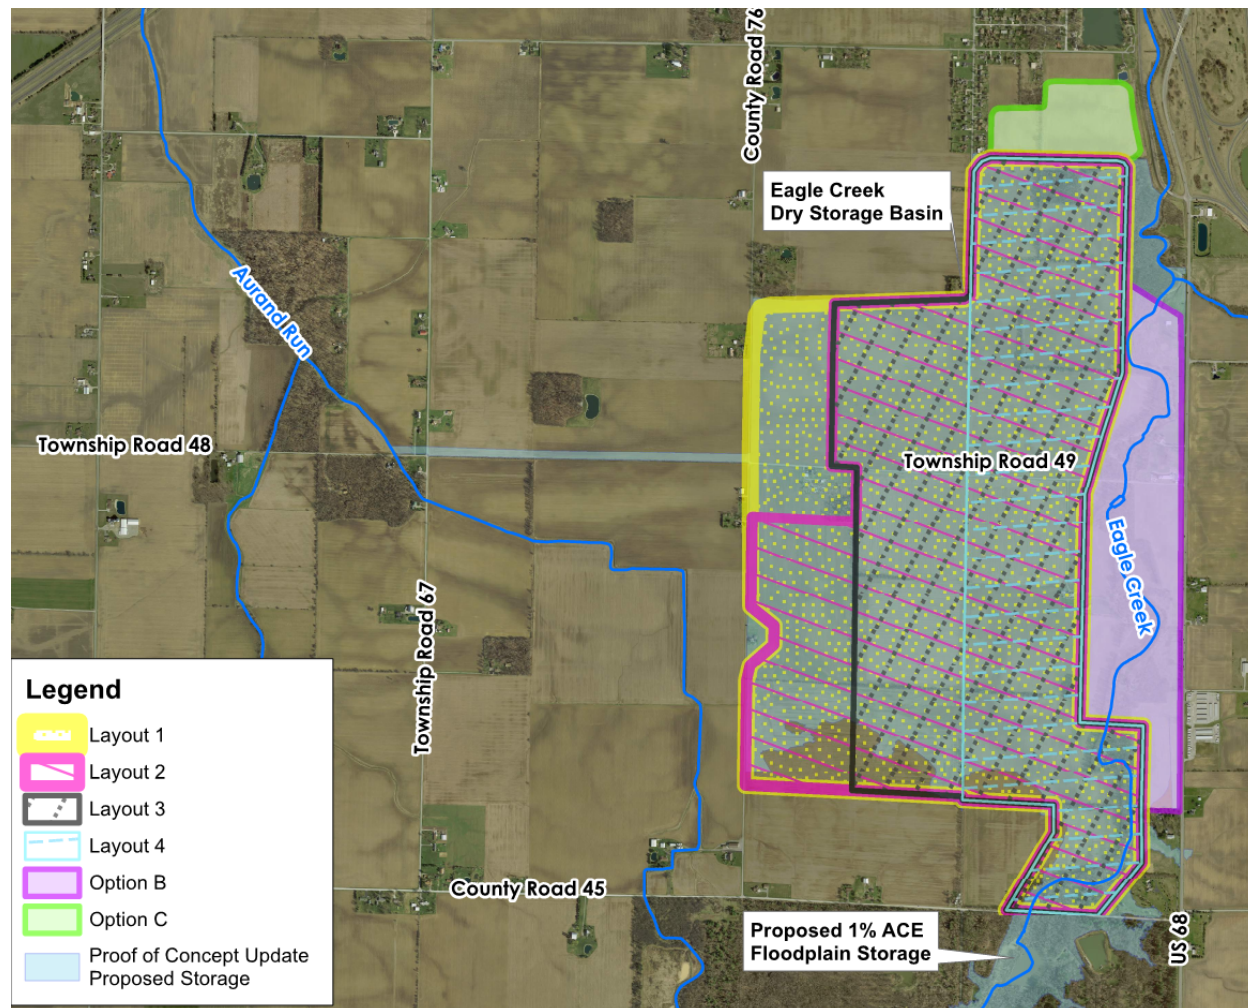 County Road 76
Eagle Creek
Dry Storage Basin
Aurand Run
Township Road 48
Township Road 49
Eagle Creek
Township Road 67
Legend
Layout 1
Layout 2
Layout 3
Layout 4
Option B
Option C
Proof of Concept Update
Proposed Storage
County Road 45
Proposed 1% ACE
Floodplain Storage
US 68